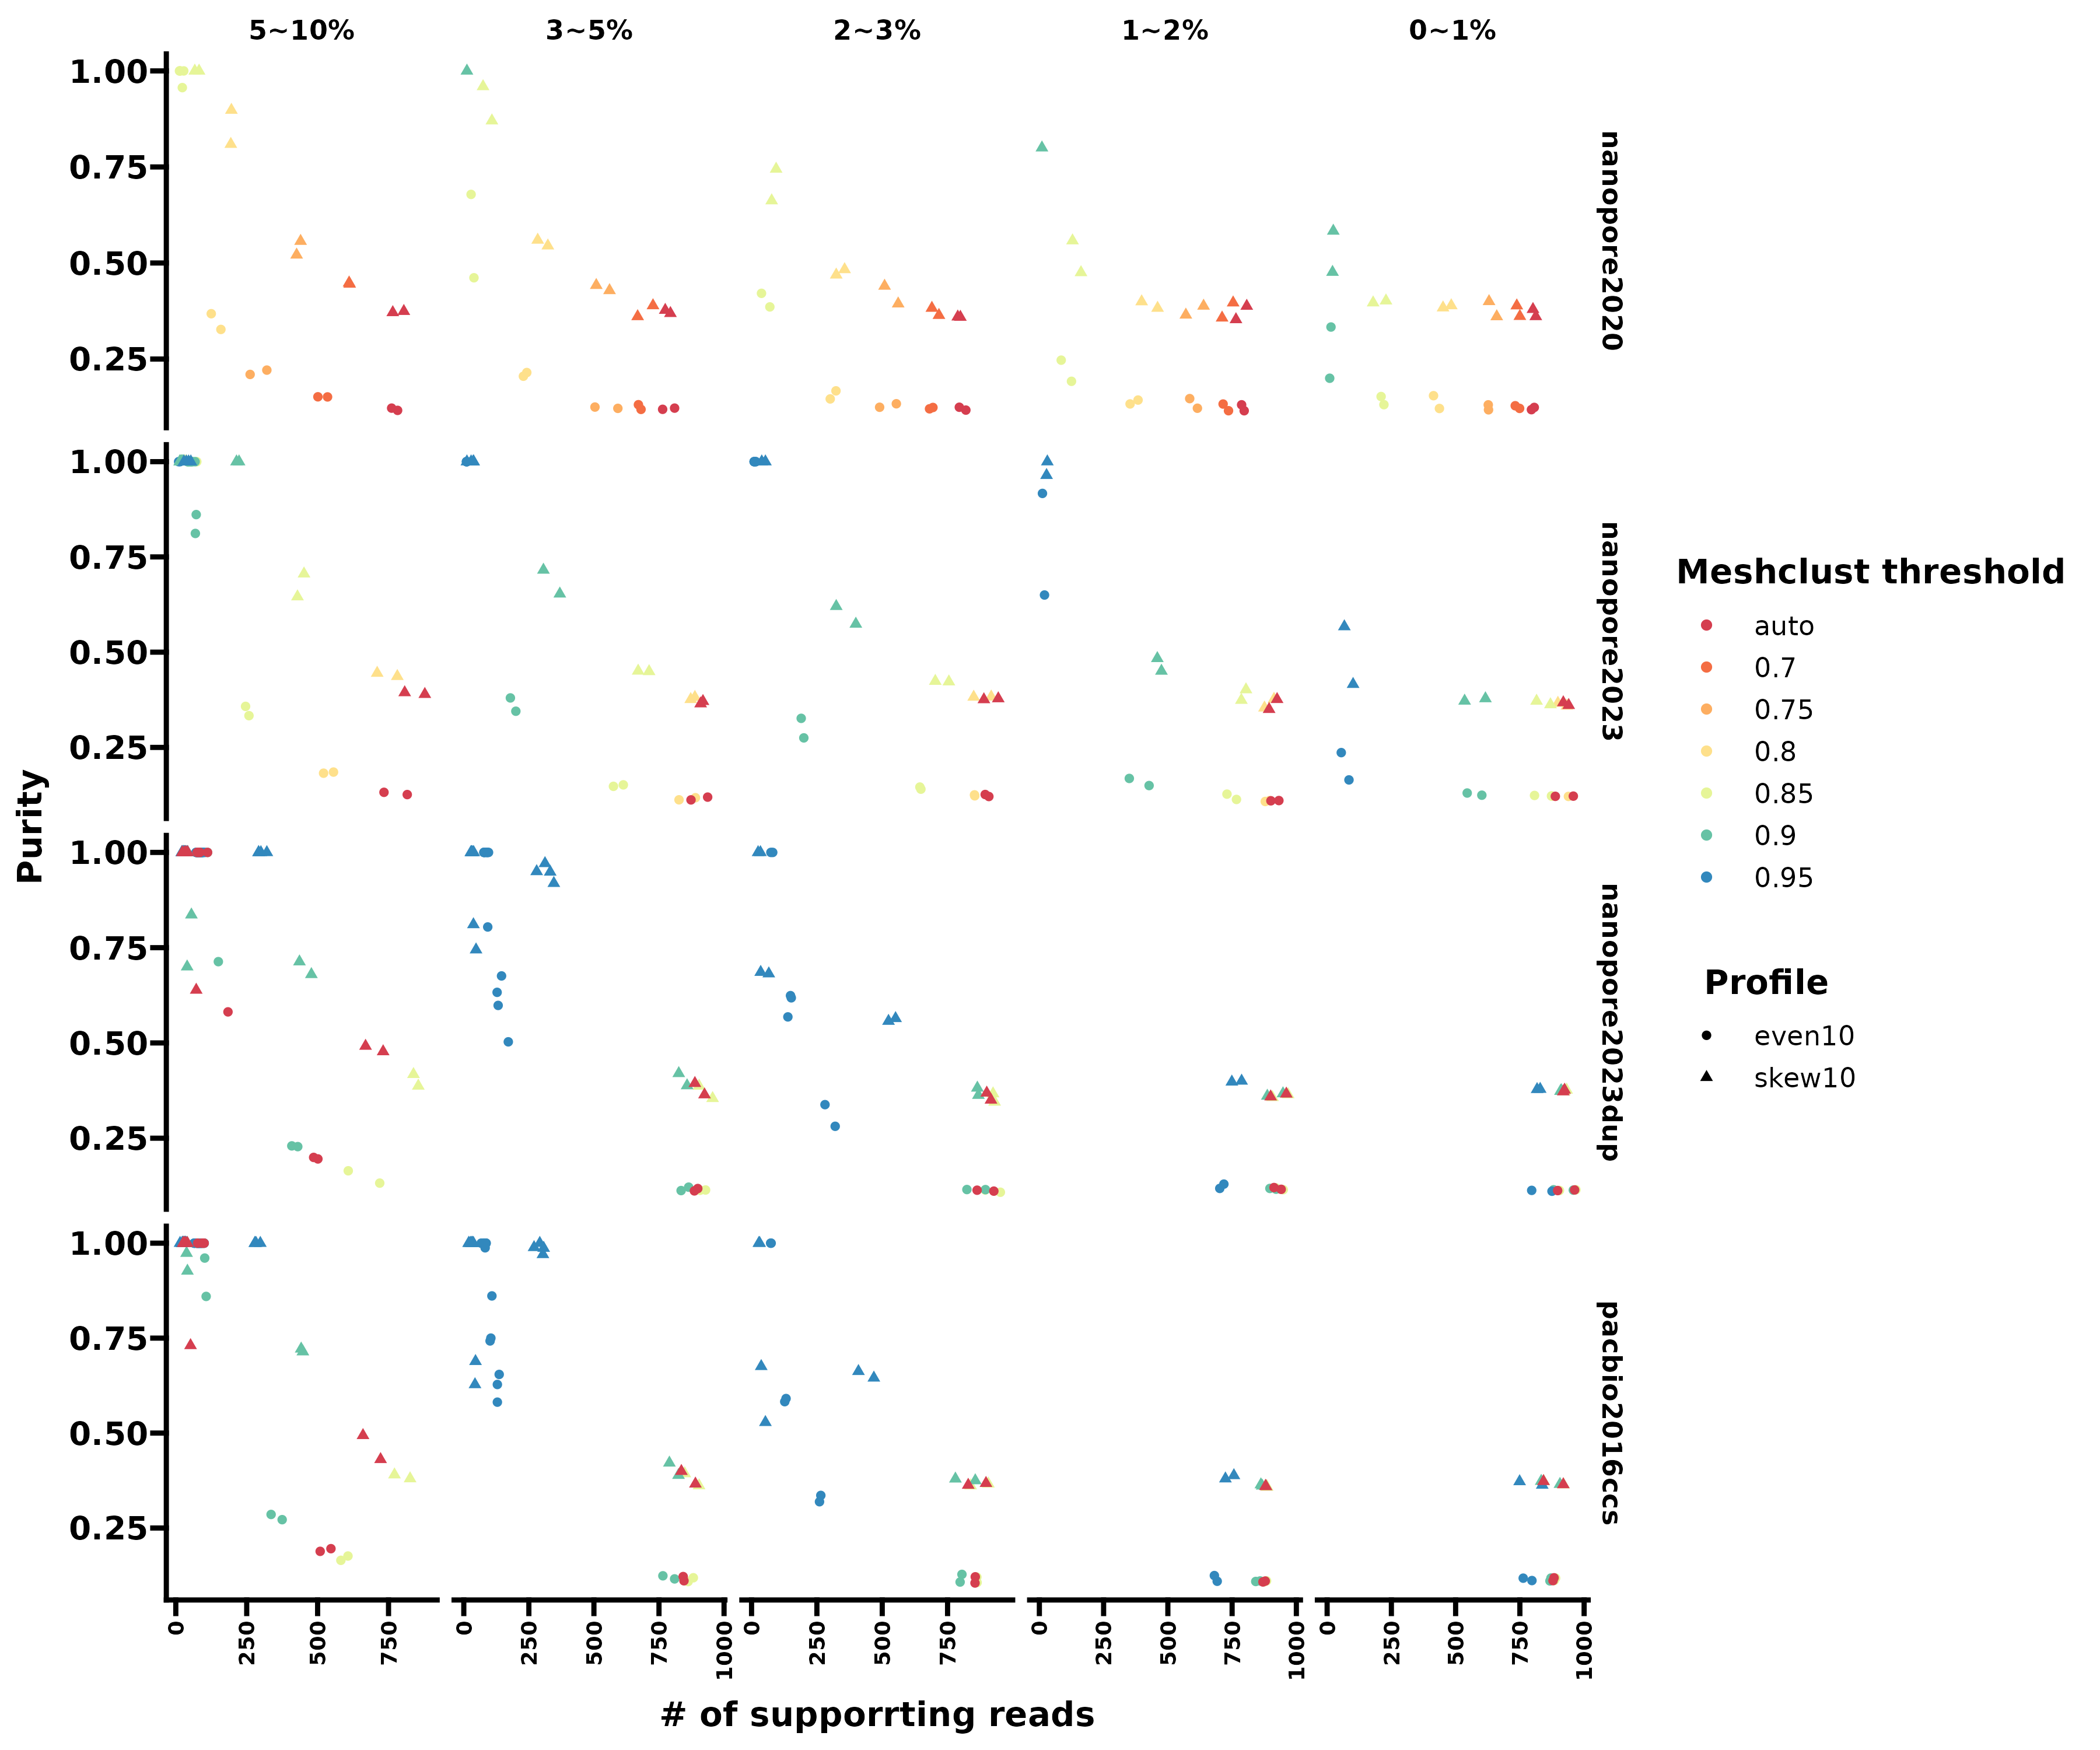 5~10% 3~5% 2~3% 1~2% 0~1%
1.00
0.75
0.50
0.25
nanopore2020
1.00
0.75
0.50
0.25
nanopore2023
1.00
0.75
0.50
0.25
nanopore2023dup
1.00
0.75
0.50
0.25
pacbio2016ccs
Purity
0 250 500 750 0 250 500 750 1000 0 250 500 750 0 250 500 750 1000 0 250 500 750 1000
# of supporrting reads
Meshclust threshold
auto
0.7
0.75
0.8
0.85
0.9
0.95
Profile
even10
skew10